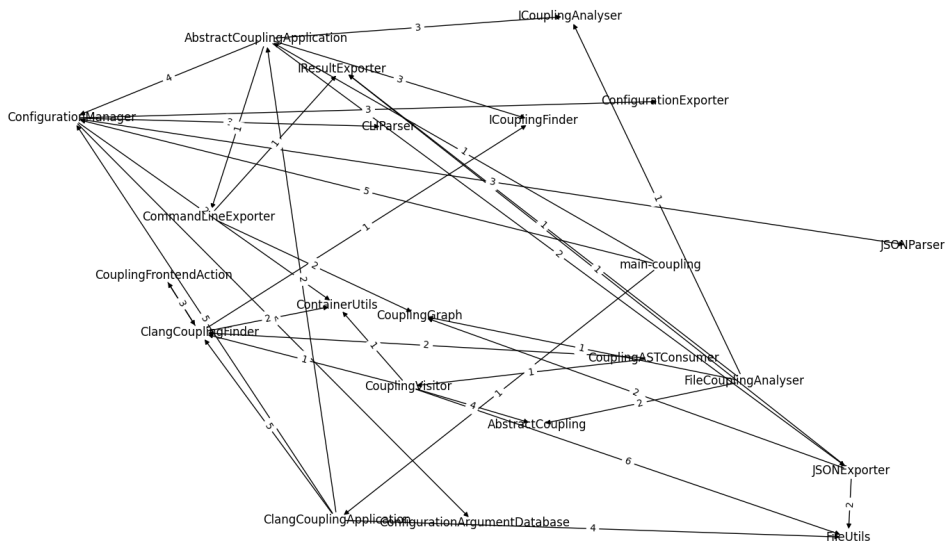 ICouplingAnalyser
3
AbstractCouplingApplication
IResultExporter
4
3
ConfigurationExporter
3
ConfigurationManager
ICouplingFinder
?
CLIParser
1
1
1
3
5
1
CommandLineExporter
1
1
JSONParser
2
2
main-coupling
1
CouplingFrontendAction
2
3
ContainerUtils
CouplingGraph
5
2
ClangCouplingFinder
1
2
1
CouplingASTConsumer
1
1
FileCouplingAnalyser
CouplingVisitor
1
2
4
2
AbstractCoupling
5
6
JSONExporter
2
ClangCouplingApplication
ConfigurationArgumentDatabase
4
FileUtils